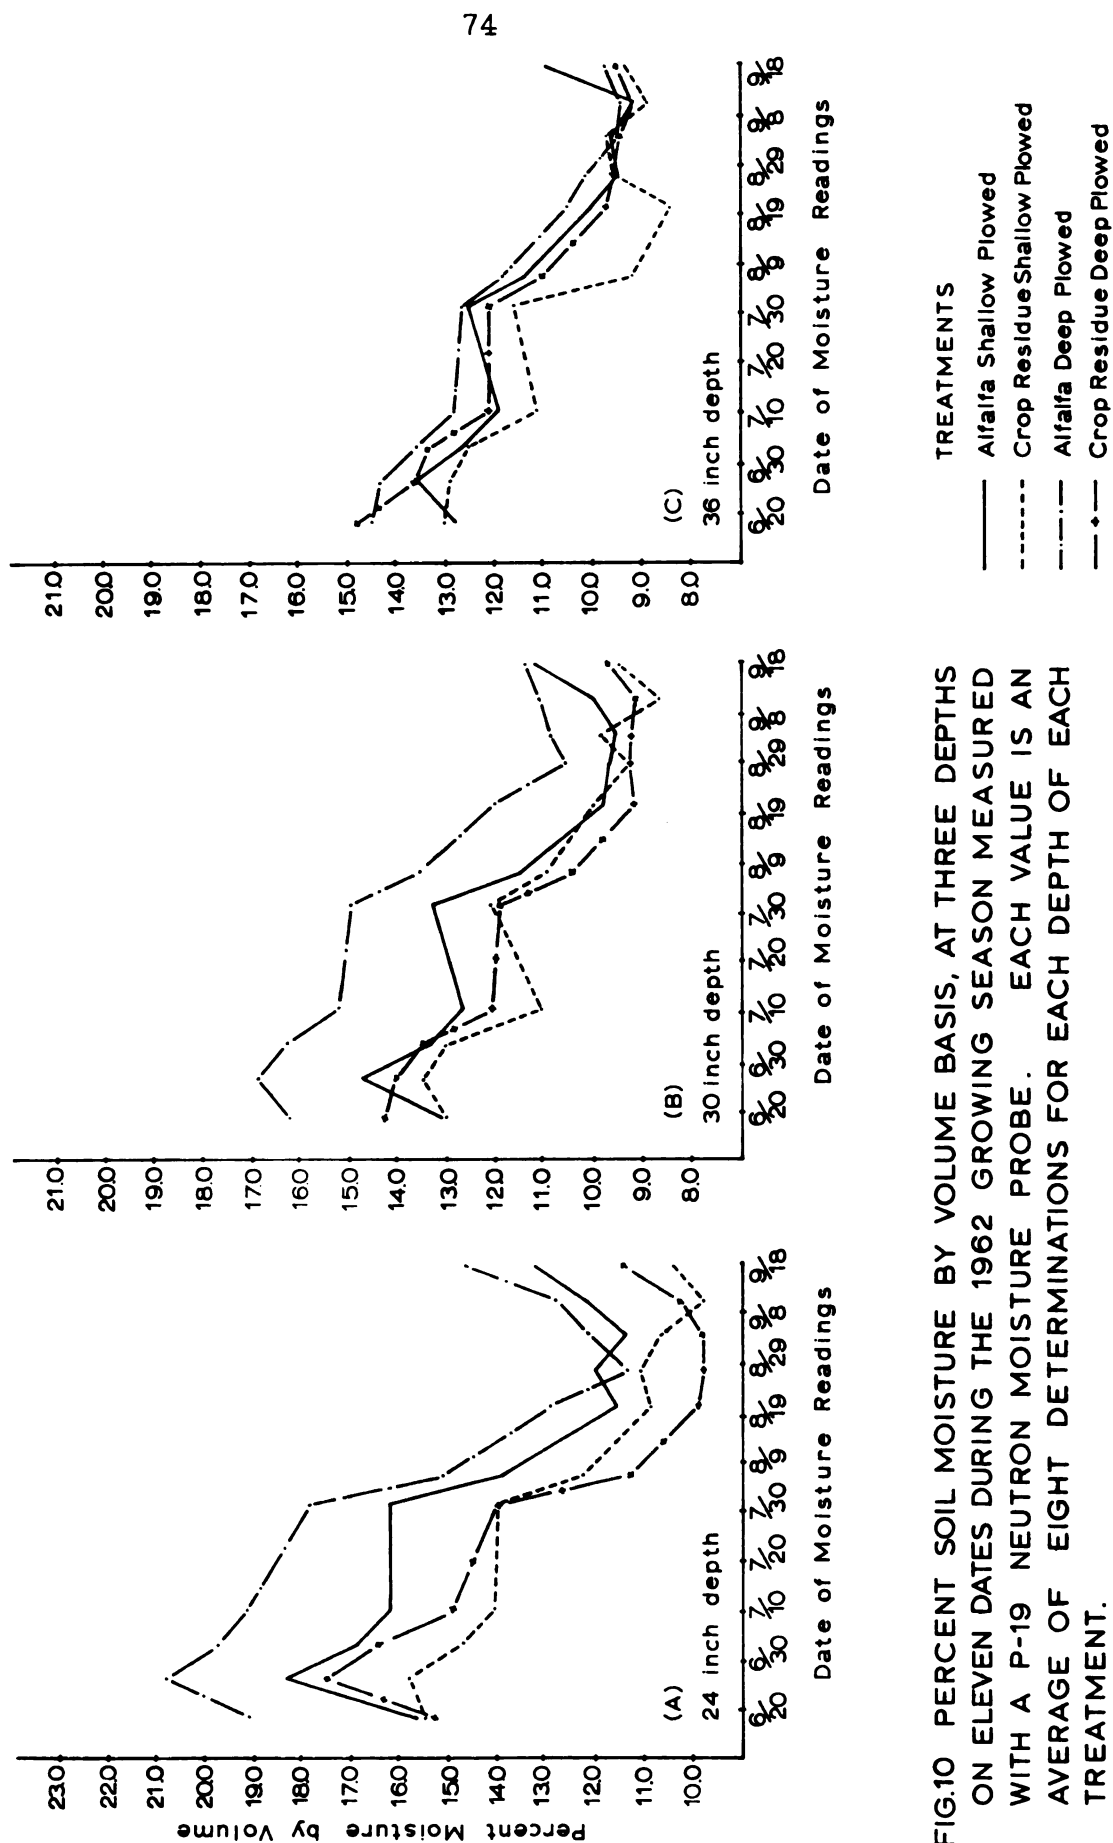 74
Percent Moisture by Volume
23.0
22.0
21.0
20.0
19.0
18.0
17.0
16.0
15.0
14.0
13.0
12.0
11.0
10.0
(A)
24 inch depth
6/20 6/30 7/10 7/20 7/30 8/9 8/19 8/29 9/8 9/18
Date of Moisture Readings
21.0
20.0
19.0
18.0
17.0
16.0
15.0
14.0
13.0
12.0
11.0
10.0
9.0
8.0
(B)
30 inch depth
6/20 6/30 7/10 7/20 7/30 8/9 8/19 8/29 9/8 9/18
Date of Moisture Readings
21.0
20.0
19.0
18.0
17.0
16.0
15.0
14.0
13.0
12.0
11.0
10.0
9.0
8.0
(C)
36 inch depth
6/20 6/30 7/10 7/20 7/30 8/9 8/19 8/29 9/8 9/18
Date of Moisture Readings
TREATMENTS
Alfalfa Shallow Plowed
Crop Residue Shallow Plowed
Alfalfa Deep Plowed
Crop Residue Deep Plowed
FIG.10 PERCENT SOIL MOISTURE BY VOLUME BASIS, AT THREE DEPTHS
ON ELEVEN DATES DURING THE 1962 GROWING SEASON MEASURED
WITH A P-19 NEUTRON MOISTURE PROBE. EACH VALUE IS AN
AVERAGE OF EIGHT DETERMINATIONS FOR EACH DEPTH OF EACH
TREATMENT.